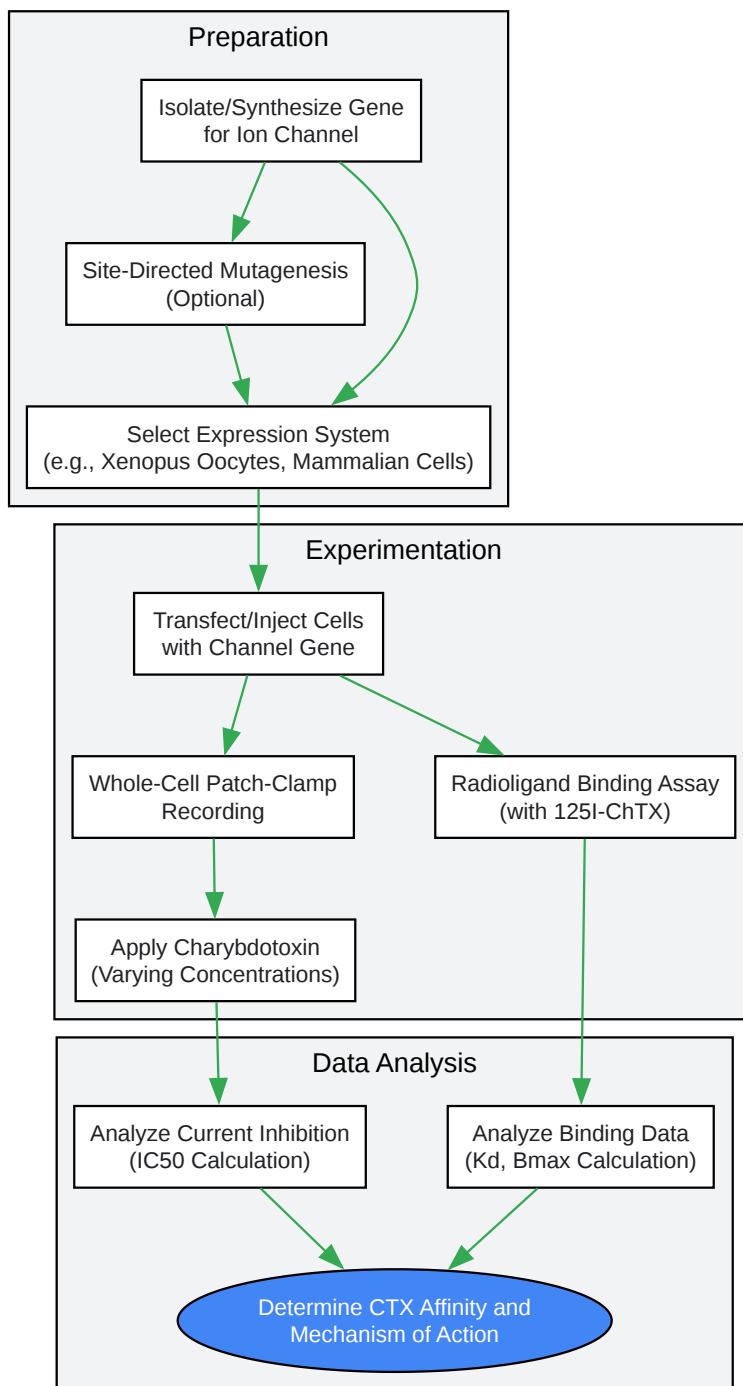 Preparation
Isolate/Synthesize Gene
for Ion Channel
Site-Directed Mutagenesis
(Optional)
Select Expression System
(e.g., Xenopus Oocytes, Mammalian Cells)
Experimentation
Transfect/Inject Cells
with Channel Gene
Whole-Cell Patch-Clamp
Recording
Radioligand Binding Assay
(with 125I-ChTX)
Apply Charybdotoxin
(Varying Concentrations)
Data Analysis
Analyze Current Inhibition
(IC50 Calculation)
Analyze Binding Data
(Kd, Bmax Calculation)
Determine CTX Affinity and
Mechanism of Action